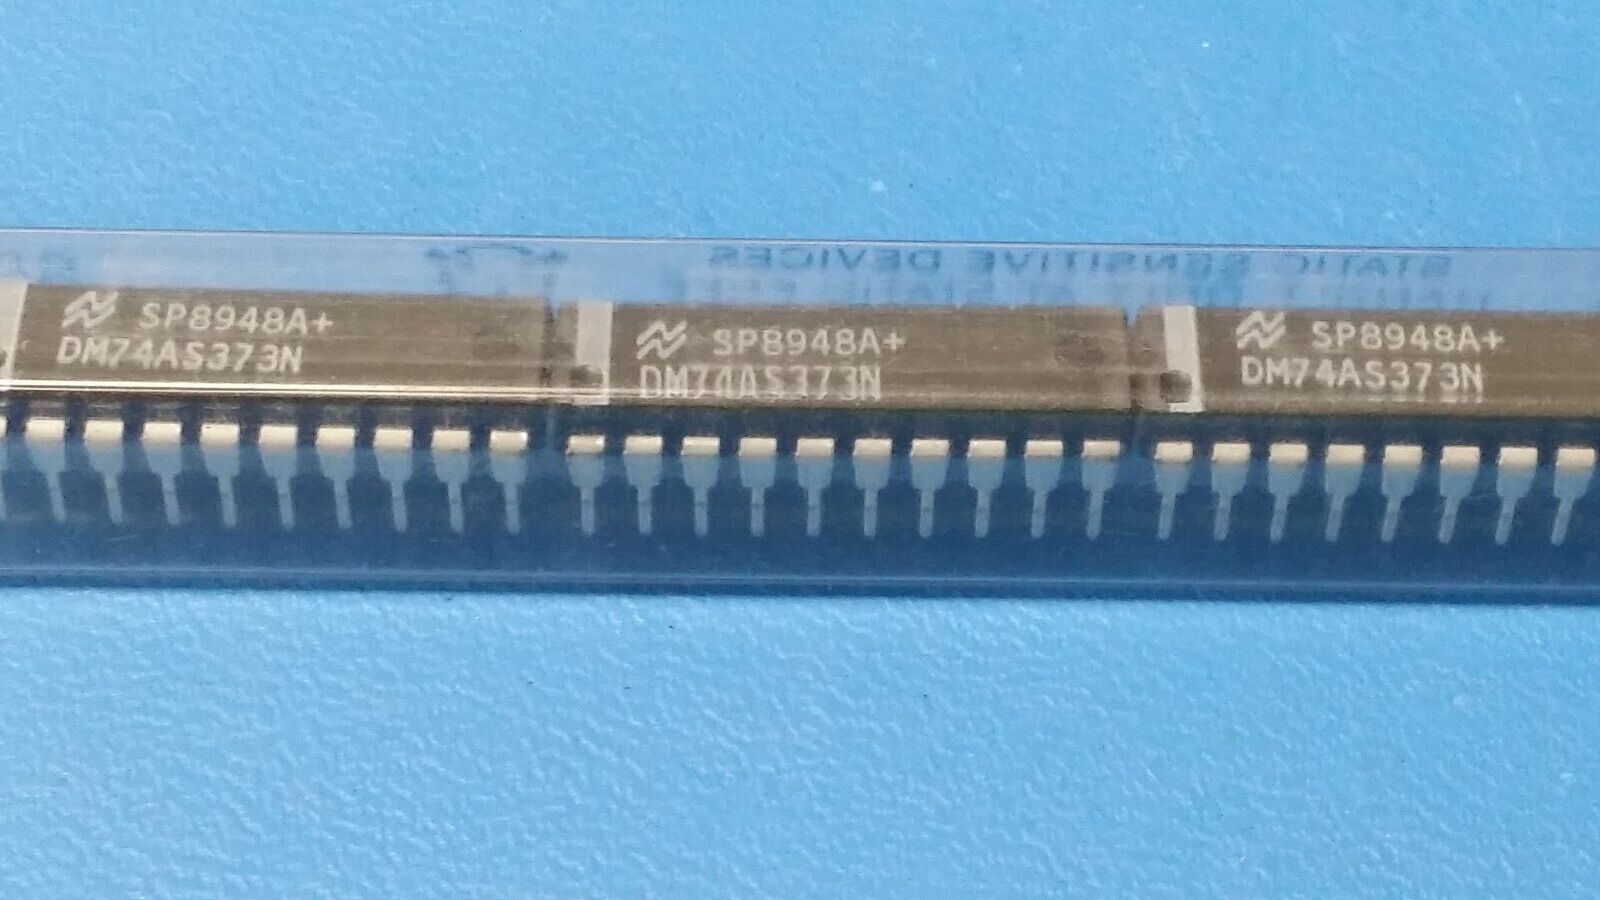 STATIC SENSITIVE DEVICES
SP8948A+
DM74AS373N
SP8948A+
DM74AS373N
SP8948A+
DM74AS373N